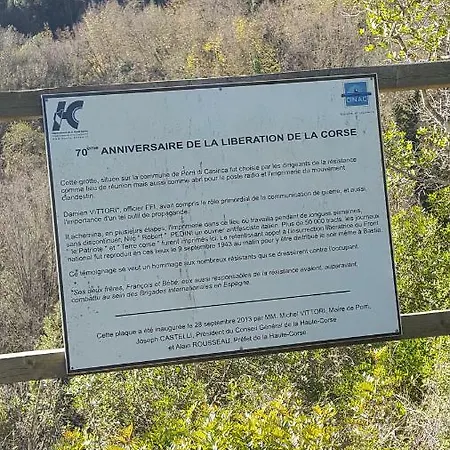 ONAC
70ème ANNIVERSAIRE DE LA LIBERATION DE LA CORSE
Cette grotte, située sur la commune de Porri di Casinca fut choisie par les dirigeants de la résistance
comme lieu de réunion mais aussi comme abri pour le poste radio et l'imprimerie du mouvement
clandestin.
Damien VITTORI*, officier FFI, avait compris le rôle primordial de la communication de guerre, et aussi
l'importance d'un tel outil de propagande.
Il achemina, en plusieurs étapes, l'imprimerie dans ce lieu où travailla pendant de longues semaines,
sans discontinuer, Nilo " Robert " PEDINI un ouvrier antifasciste italien. Plus de 50 000 tracts, les journaux
"le Patriote " et " Terre corse " furent imprimés ici. Le retentissant appel à l'insurrection libératrice du Front
national fut reproduit en ces lieux le 9 septembre 1943 au matin pour y être distribué le soir même à Bastia.
Ce témoignage se veut un hommage aux nombreux résistants qui se dressèrent contre l'occupant.
*Ses deux frères, François et Bébé, eux aussi responsables de la résistance avaient, auparavant
combattu au sein des Brigades internationales en Espagne.
Cette plaque a été inaugurée le 28 septembre 2013 par MM. Michel VITTORI, Maire de Porri,
Joseph CASTELLI, Président du Conseil Général de la Haute-Corse
et Alain ROUSSEAU, Préfet de la Haute-Corse